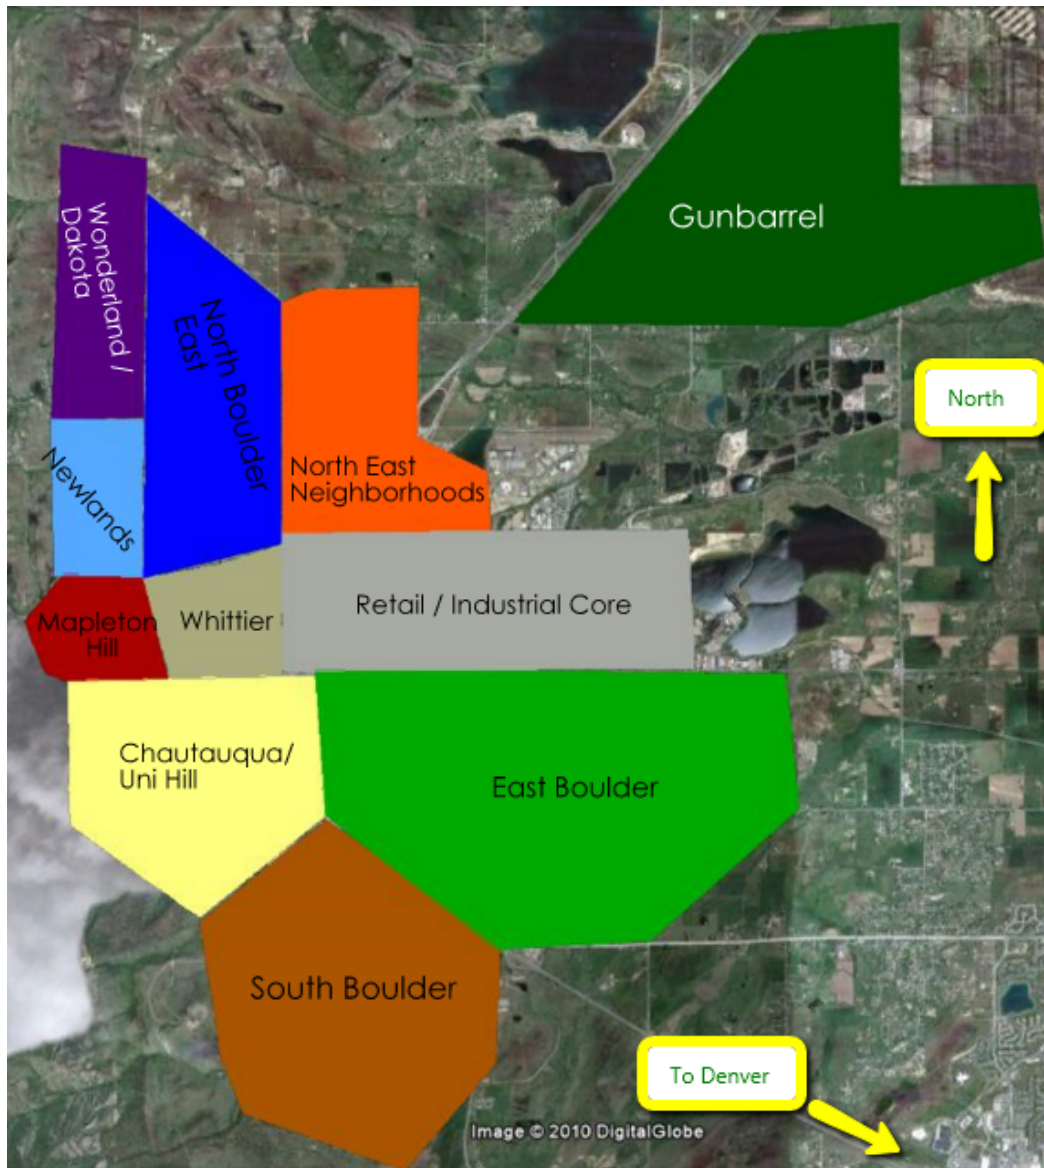 Gunbarrel
Wonderland /
Dakota
North Boulder
East
North
Newlands
North East
Neighborhoods
Mapleton
Hill
Whittier
Retail / Industrial Core
Chautauqua/
Uni Hill
East Boulder
South Boulder
To Denver
Image © 2010 DigitalGlobe